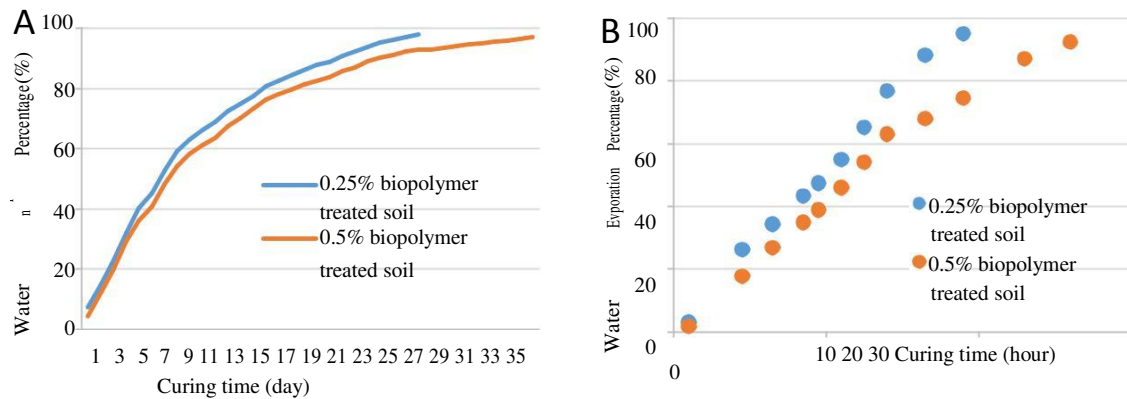 A
100
80
60
40
20
0
Water
Percentage(%)
0.25% biopolymer
treated soil
0.5% biopolymer
treated soil
1 3 5 7 9 11 13 15 17 19 21 23 25 27 29 31 33 35
Curing time (day)
B
100
80
60
40
20
0
Water Evporation Percentage(%)
0.25% biopolymer
treated soil
0.5% biopolymer
treated soil
10 20 30 Curing time (hour)
0